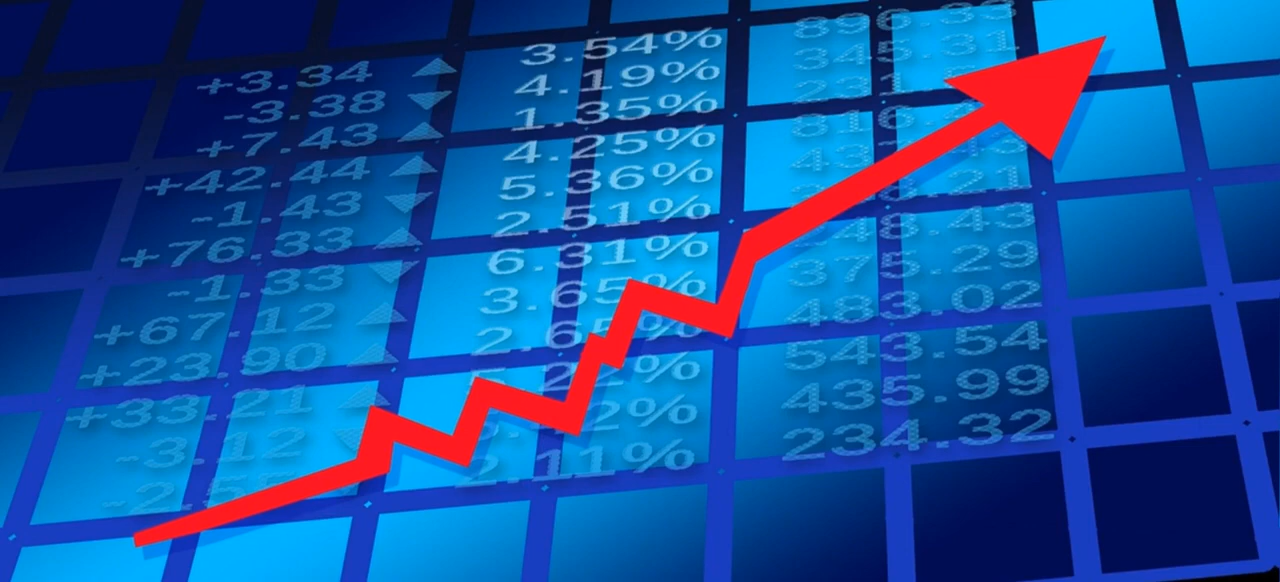 +3.34 ▲ 3.54% 896.33
-3.38 ▼ 4.19% 345.31
+7.43 ▲ 1.35%
+42.44 ▲ 4.25%
-1.43 ▼ 5.36%
+76.33 ▲ 2.51%
-1.33 ▼ 6.31%
+67.12 ▲ 3.65% 375.29
+23.90 ▲ 483.02
+33.21 ▲ 543.54
-3.12 ▼ 435.99
2.11% 234.32